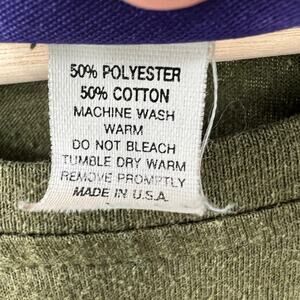 50% POLYESTER
50% COTTON
MACHINE WASH
WARM
DO NOT BLEACH
TUMBLE DRY WARM
REMOVE PROMPTLY
MADE IN U.S.A.